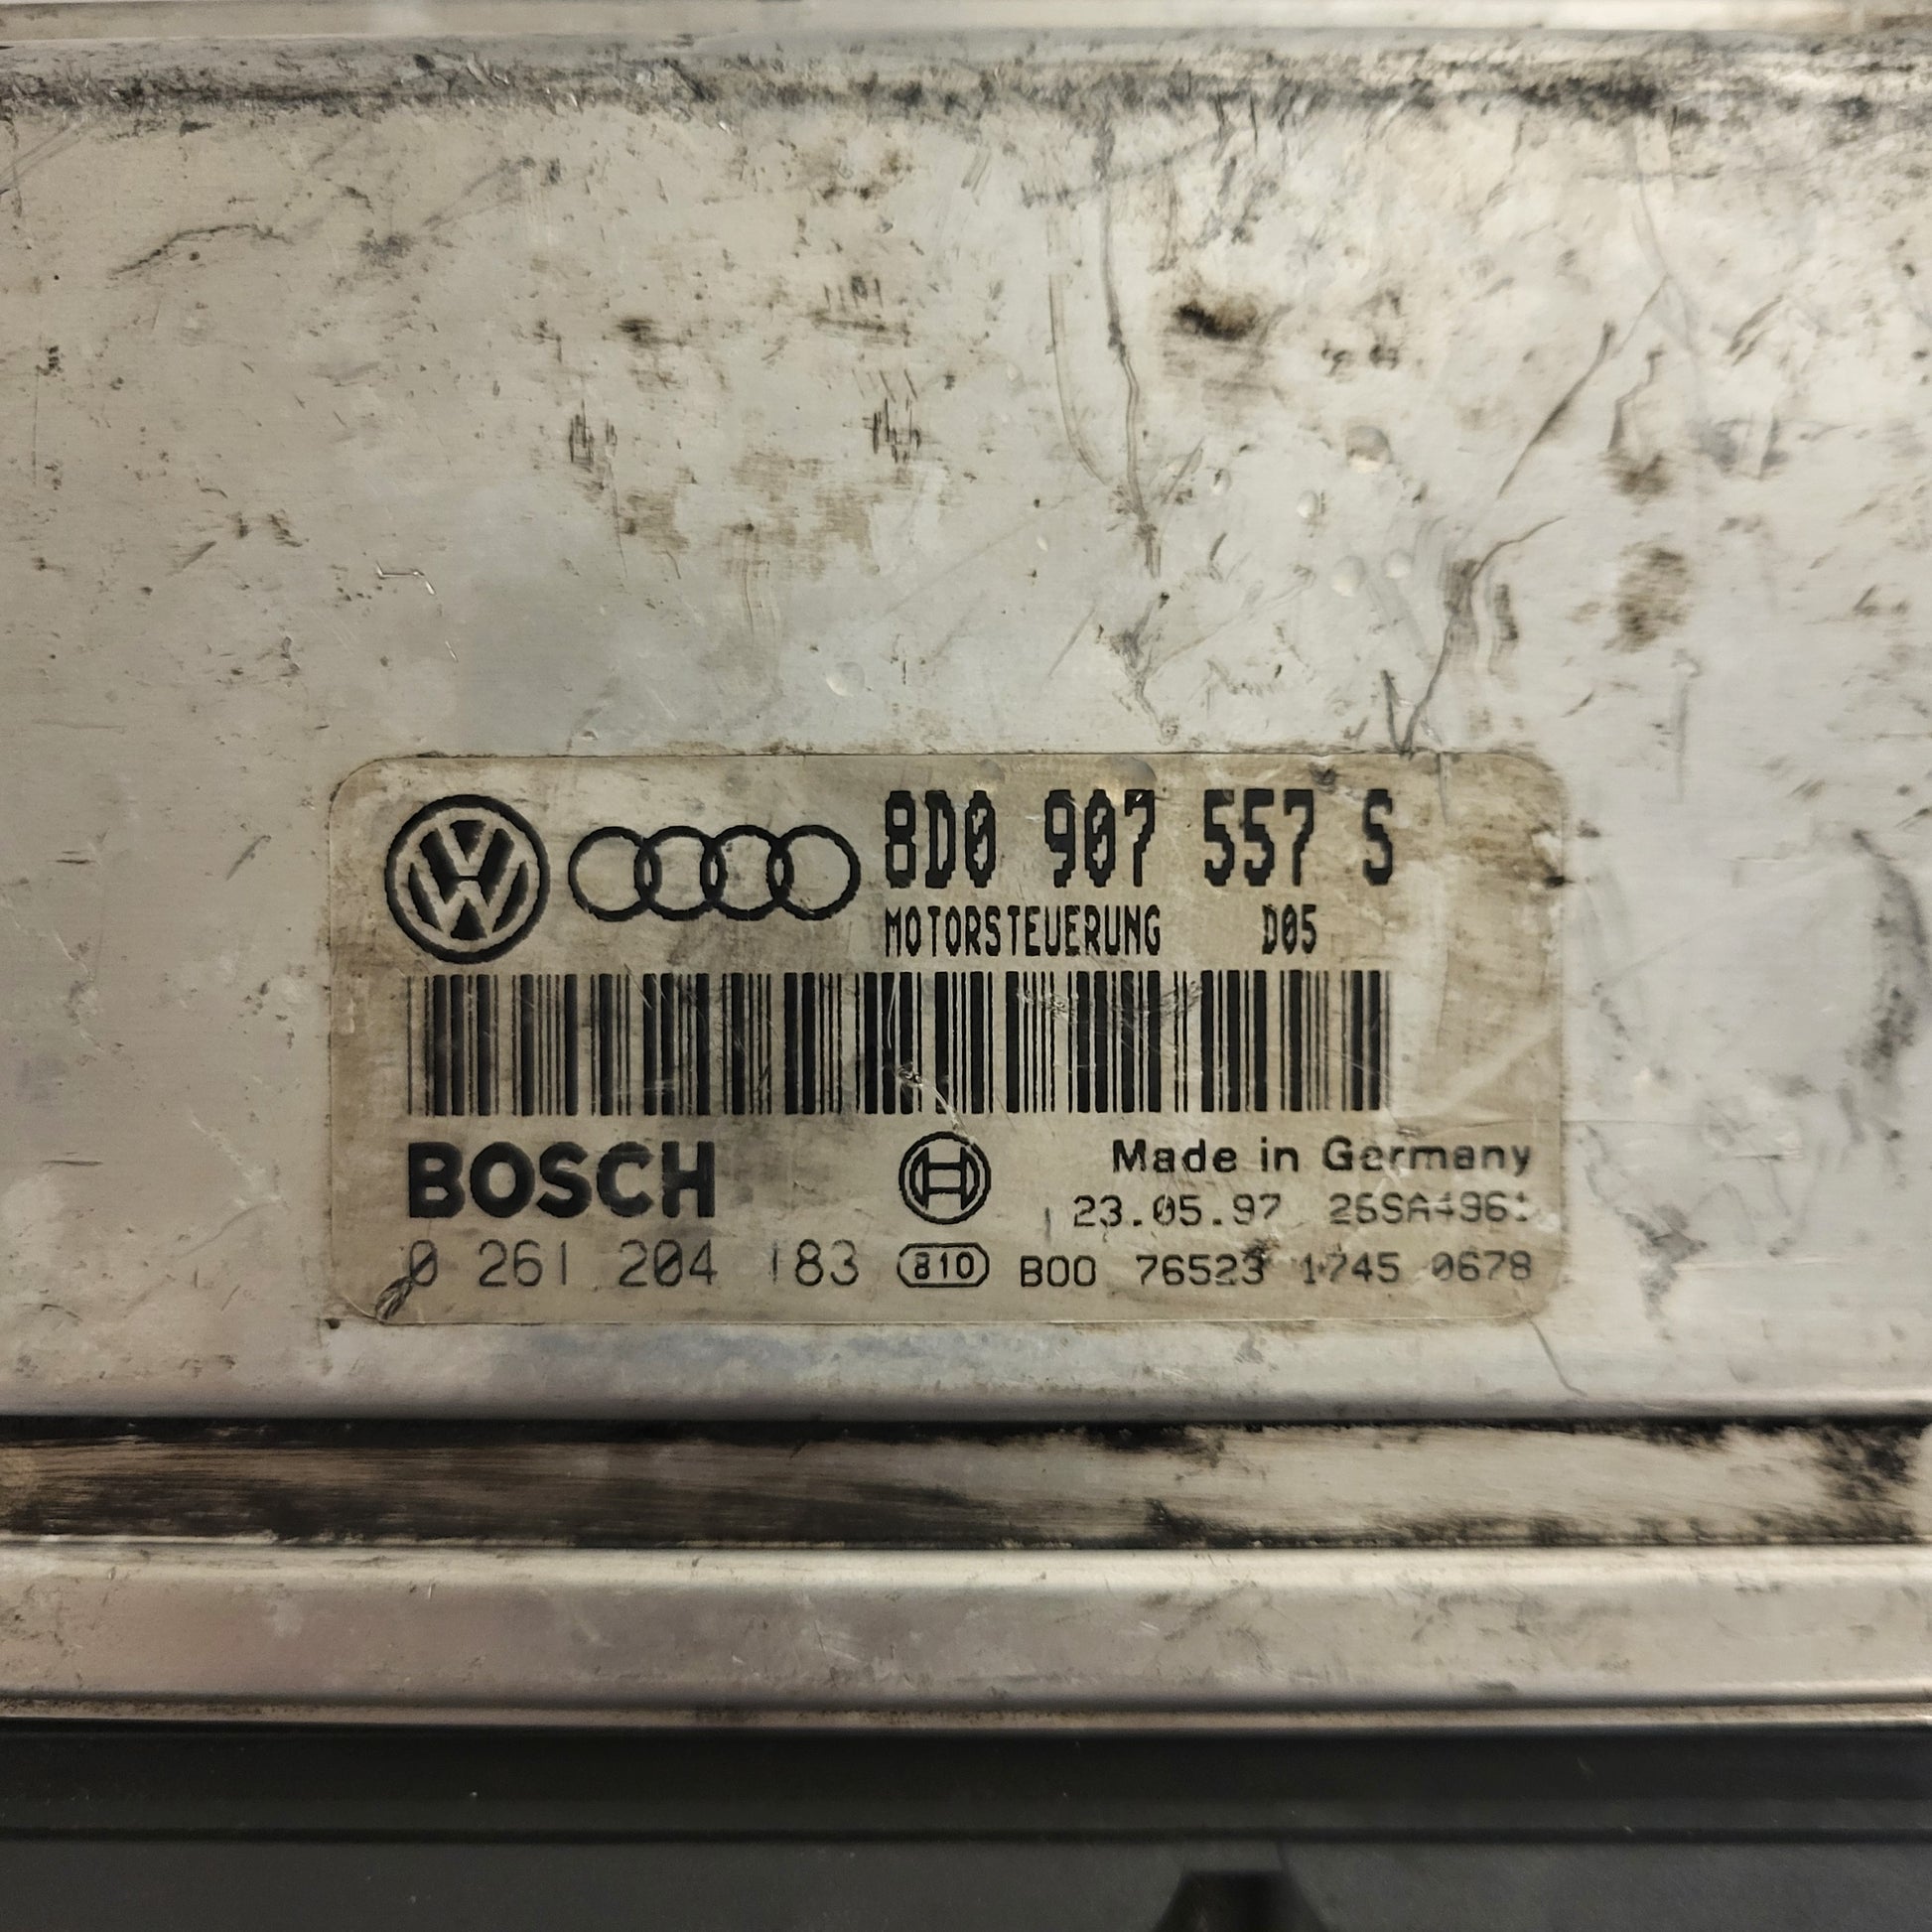 8D0 907 557 S
MOTORSTEUERUNG D05
BOSCH
Made in Germany
23.05.97
0 261 204 183 810 B00 76523 1745 0678